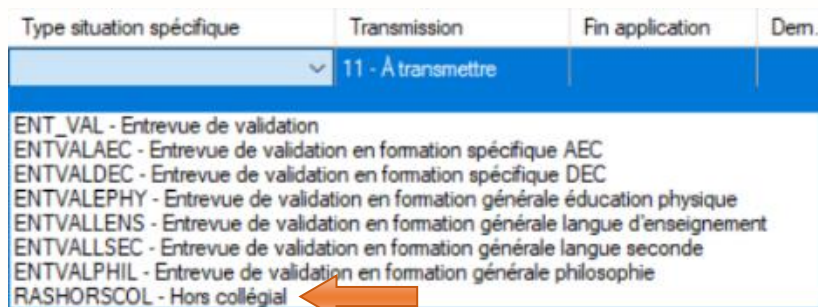 Type situation spécifique Transmission Fin application Dem.
11 - À transmettre
ENT_VAL - Entrevue de validation
ENTVALAEC - Entrevue de validation en formation spécifique AEC
ENTVALDEC - Entrevue de validation en formation spécifique DEC
ENTVALEPHY - Entrevue de validation en formation générale éducation physique
ENTVALLENS - Entrevue de validation en formation générale langue d'enseignement
ENTVALLSEC - Entrevue de validation en formation générale langue seconde
ENTVALPHIL - Entrevue de validation en formation générale philosophie
RASHORSCOL - Hors collégial